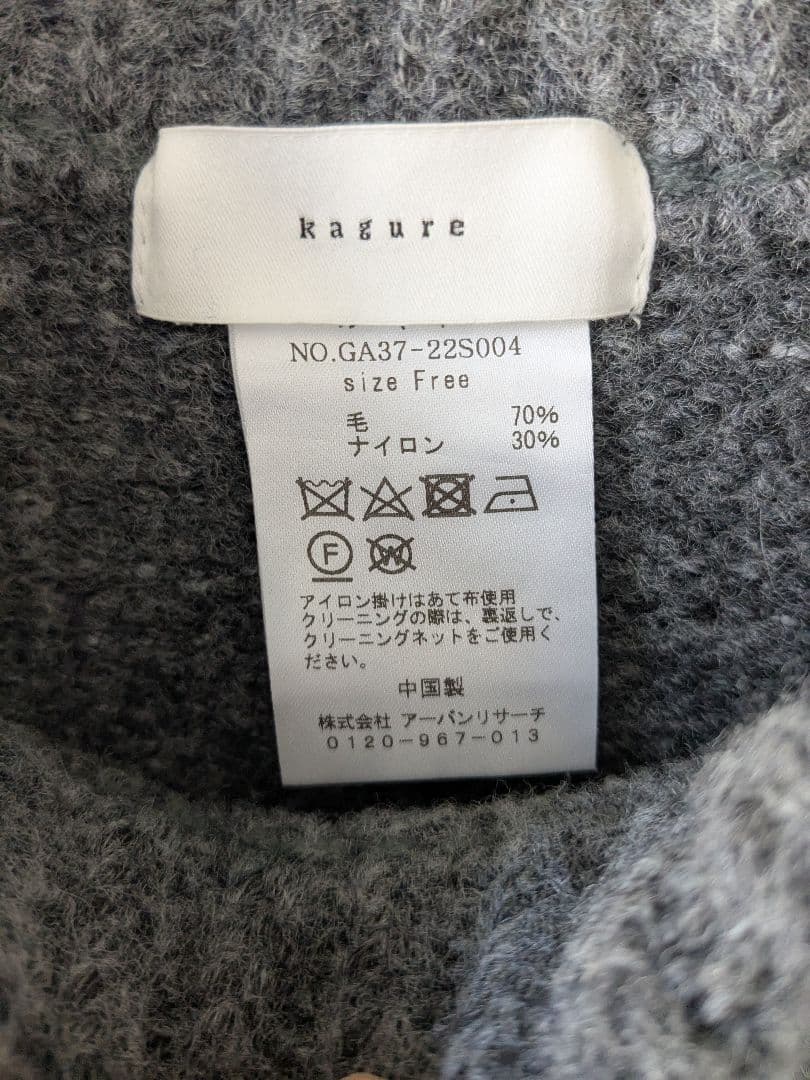 kagure
NO.GA37-22S004
size Free
毛 70%
ナイロン 30%
F
W
アイロン掛けはあて布使用
クリーニングの際は、裏返しで、
クリーニングネットをご使用く
ださい。
中国製
株式会社 アーバンリサーチ
0120-967-013